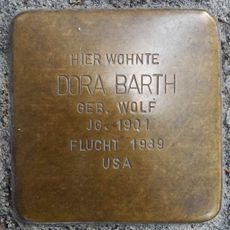 HIER WOHNTE
DORA BARTH
GEB. WOLF
JG. 1901
FLUCHT 1939
USA